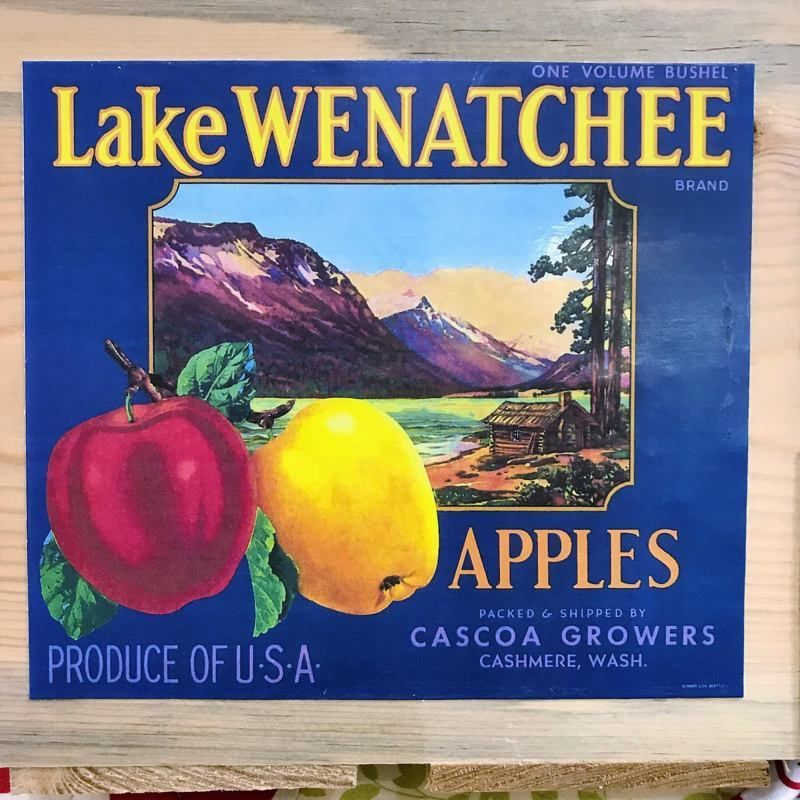 ONE VOLUME BUSHEL
Lake WENATCHEE
BRAND
APPLES
PACKED & SHIPPED BY
CASCOA GROWERS
CASHMERE, WASH.
PRODUCE OF U·S·A·